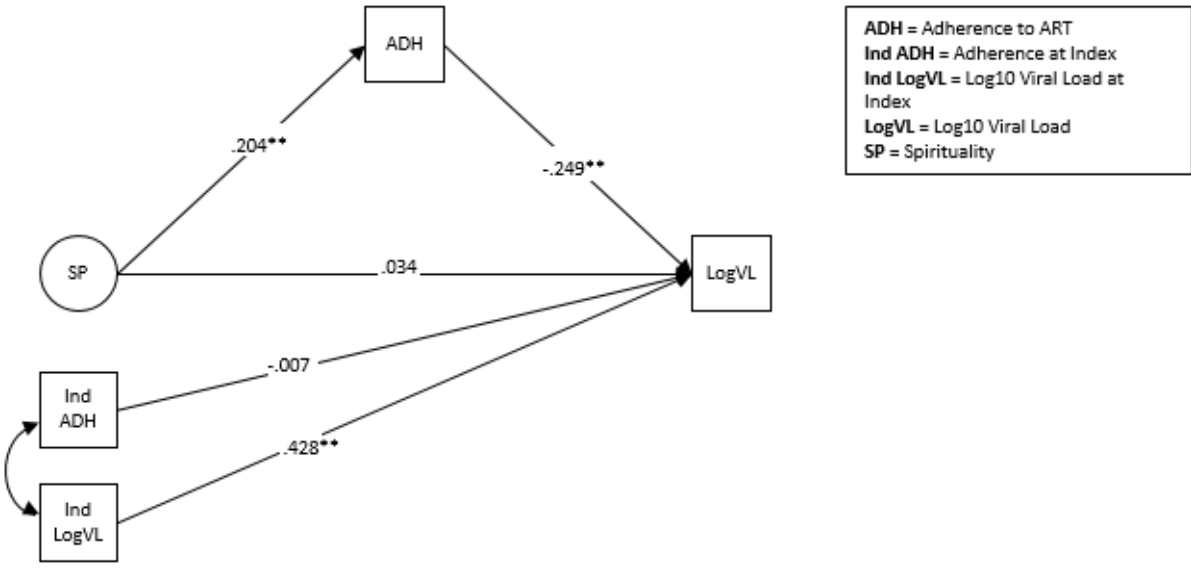 ADH
ADH = Adherence to ART
Ind ADH = Adherence at Index
Ind LogVL = Log10 Viral Load at
Index
LogVL = Log10 Viral Load
SP = Spirituality
.204**
-.249**
SP
.034
LogVL
-.007
Ind
ADH
.428**
Ind
LogVL